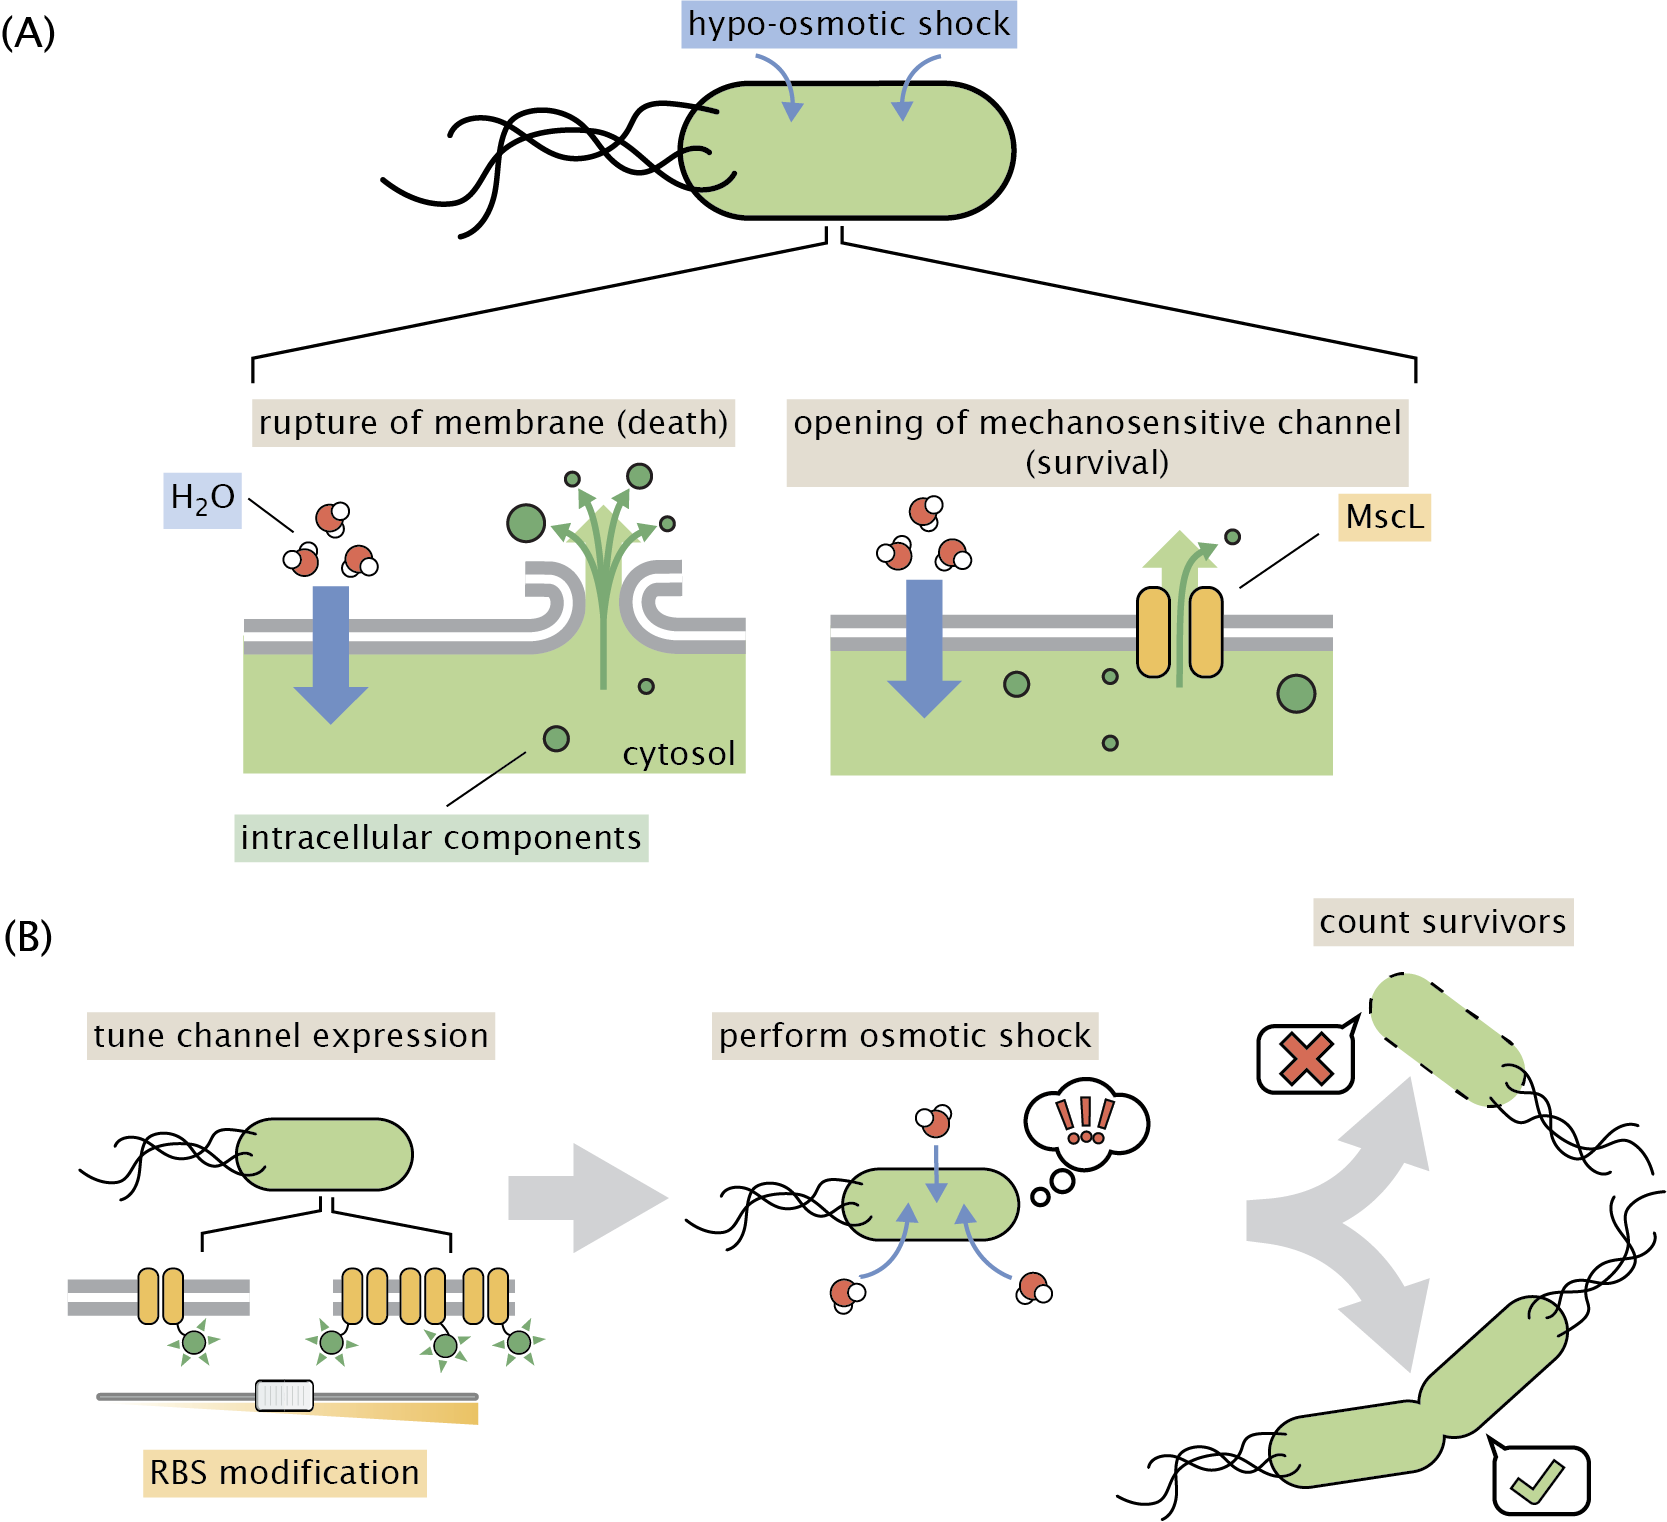 (A)
hypo-osmotic shock
rupture of membrane (death)
opening of mechanosensitive channel
(survival)
H₂O
MscL
cytosol
intracellular components
(B)
count survivors
tune channel expression
perform osmotic shock
!!!
RBS modification